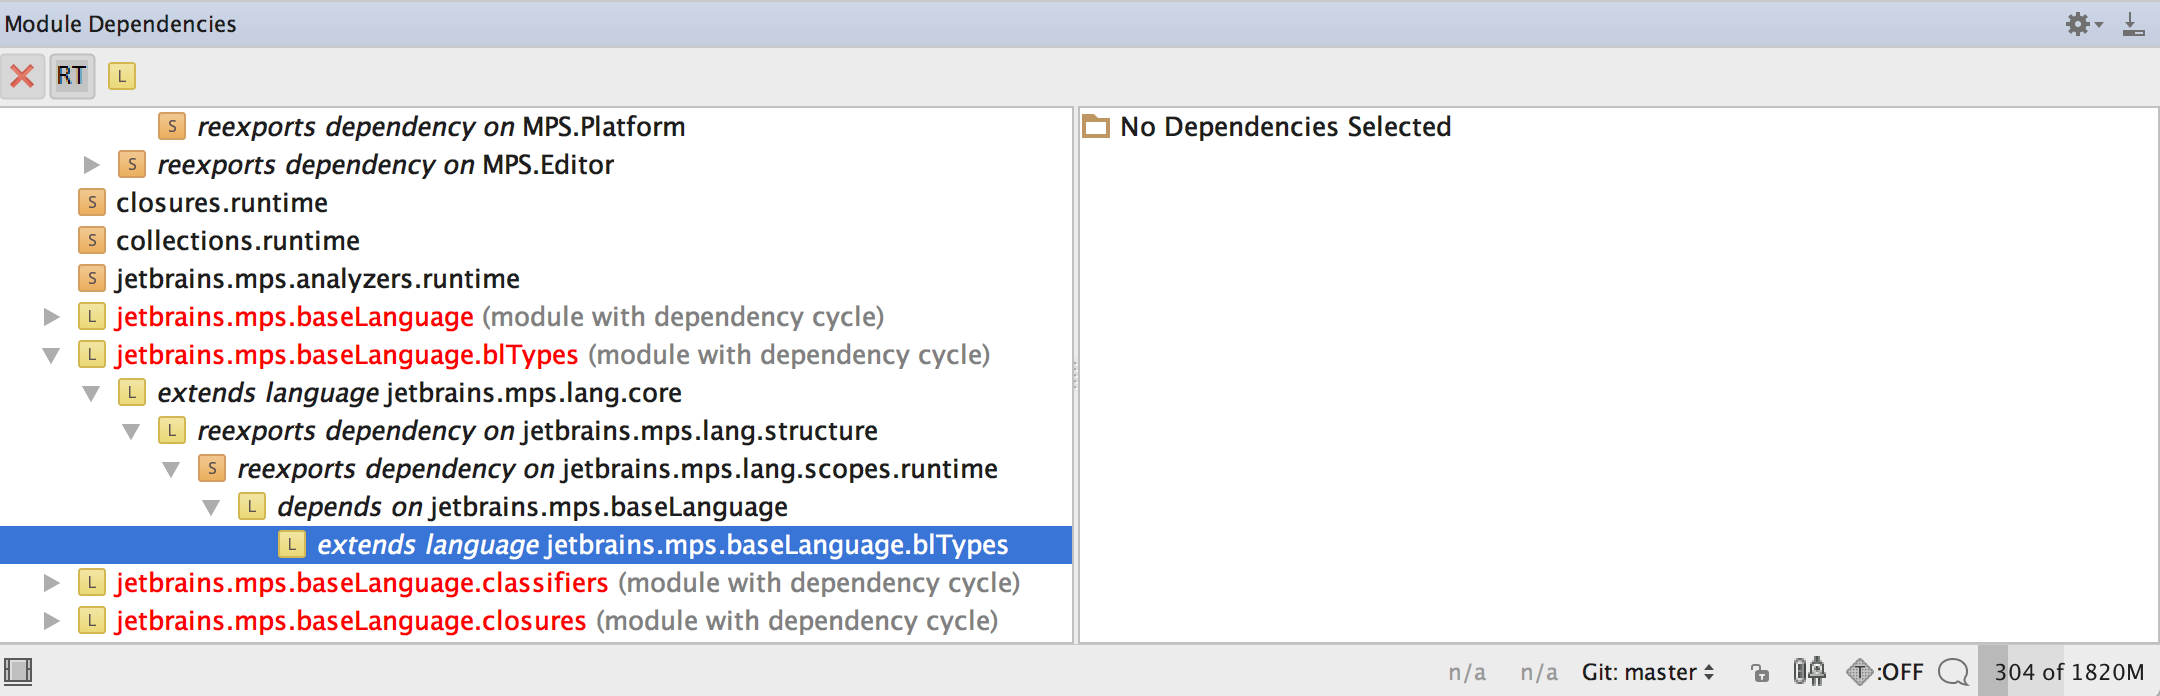 Module Dependencies
RT L
S reexports dependency on MPS.Platform
S reexports dependency on MPS.Editor
S closures.runtime
S collections.runtime
S jetbrains.mps.analyzers.runtime
L jetbrains.mps.baseLanguage (module with dependency cycle)
L jetbrains.mps.baseLanguage.blTypes (module with dependency cycle)
L extends language jetbrains.mps.lang.core
L reexports dependency on jetbrains.mps.lang.structure
S reexports dependency on jetbrains.mps.lang.scopes.runtime
L depends on jetbrains.mps.baseLanguage
L extends language jetbrains.mps.baseLanguage.blTypes
L jetbrains.mps.baseLanguage.classifiers (module with dependency cycle)
L jetbrains.mps.baseLanguage.closures (module with dependency cycle)
No Dependencies Selected
n/a n/a Git: master T :OFF 304 of 1820M